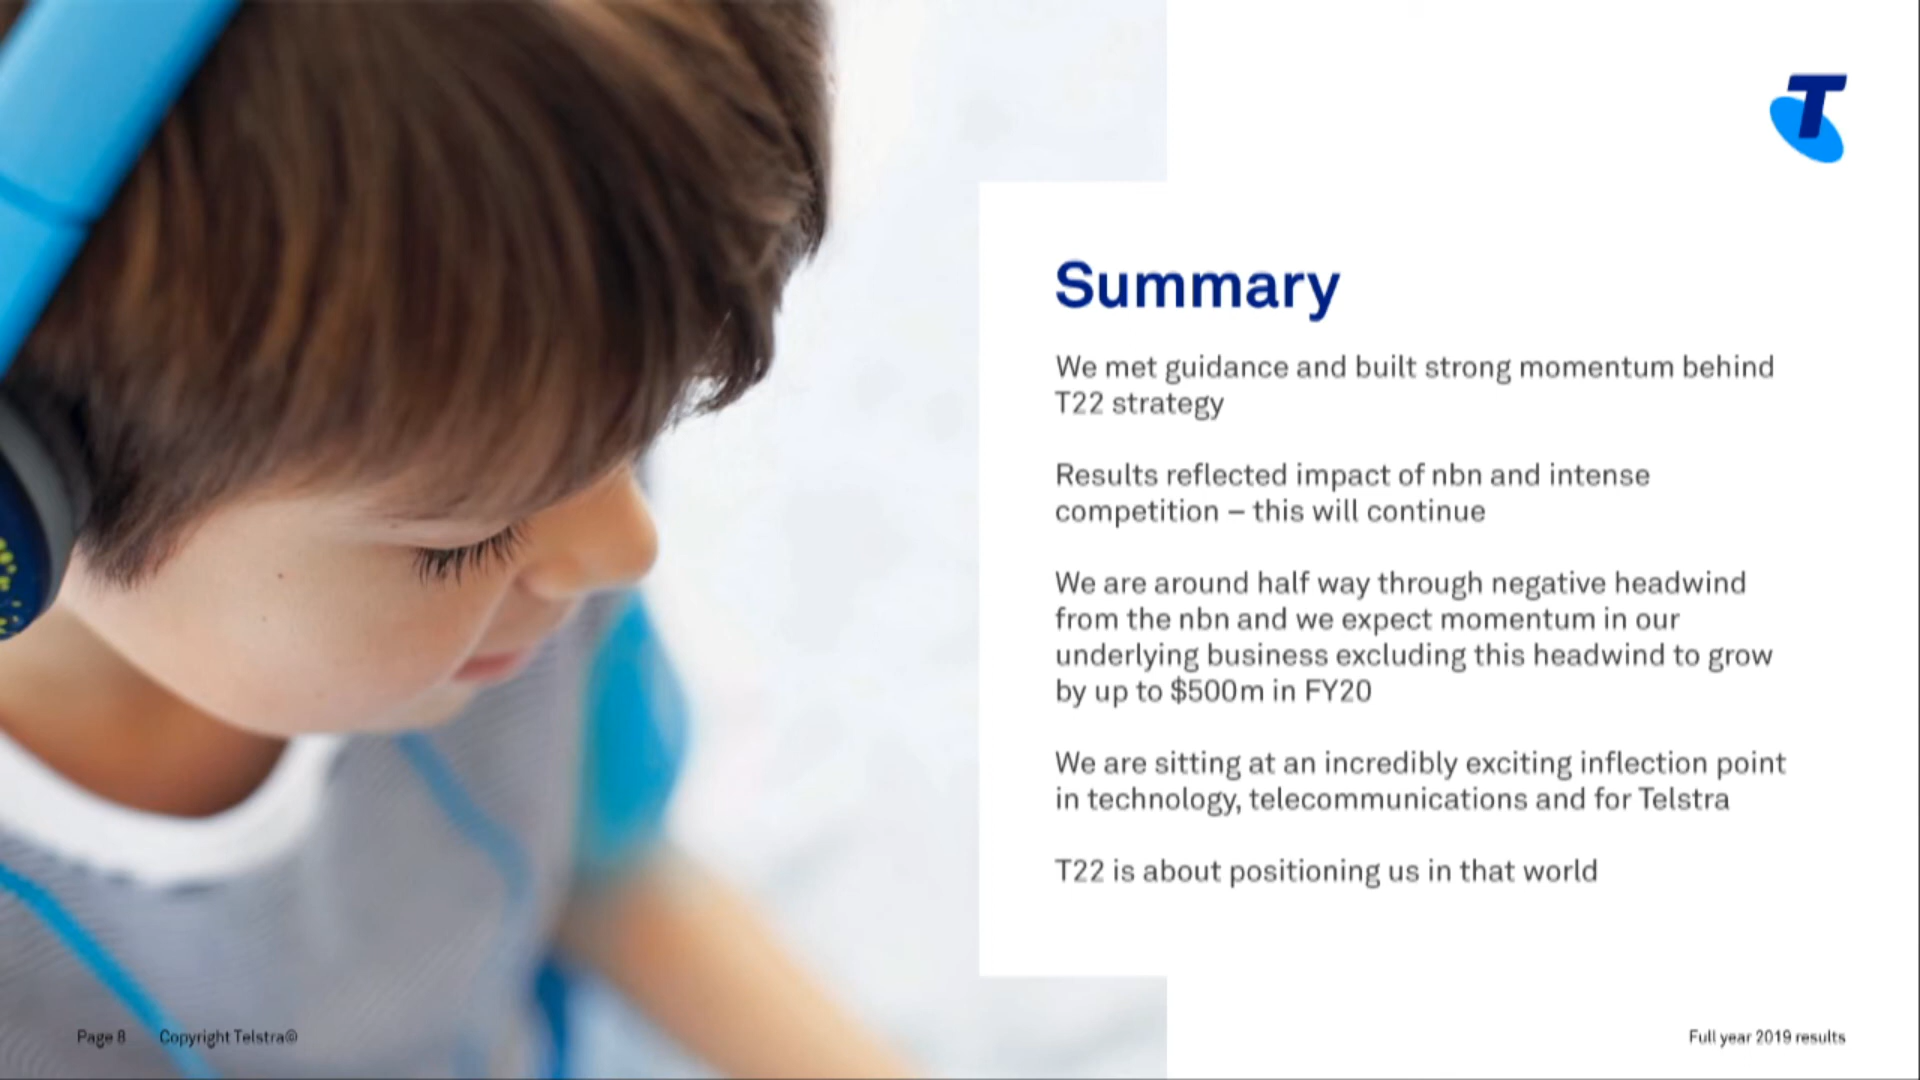 T
Summary
We met guidance and built strong momentum behind
T22 strategy
Results reflected impact of nbn and intense
competition – this will continue
We are around half way through negative headwind
from the nbn and we expect momentum in our
underlying business excluding this headwind to grow
by up to $500m in FY20
We are sitting at an incredibly exciting inflection point
in technology, telecommunications and for Telstra
T22 is about positioning us in that world
Page 8 Copyright Telstra©
Full year 2019 results